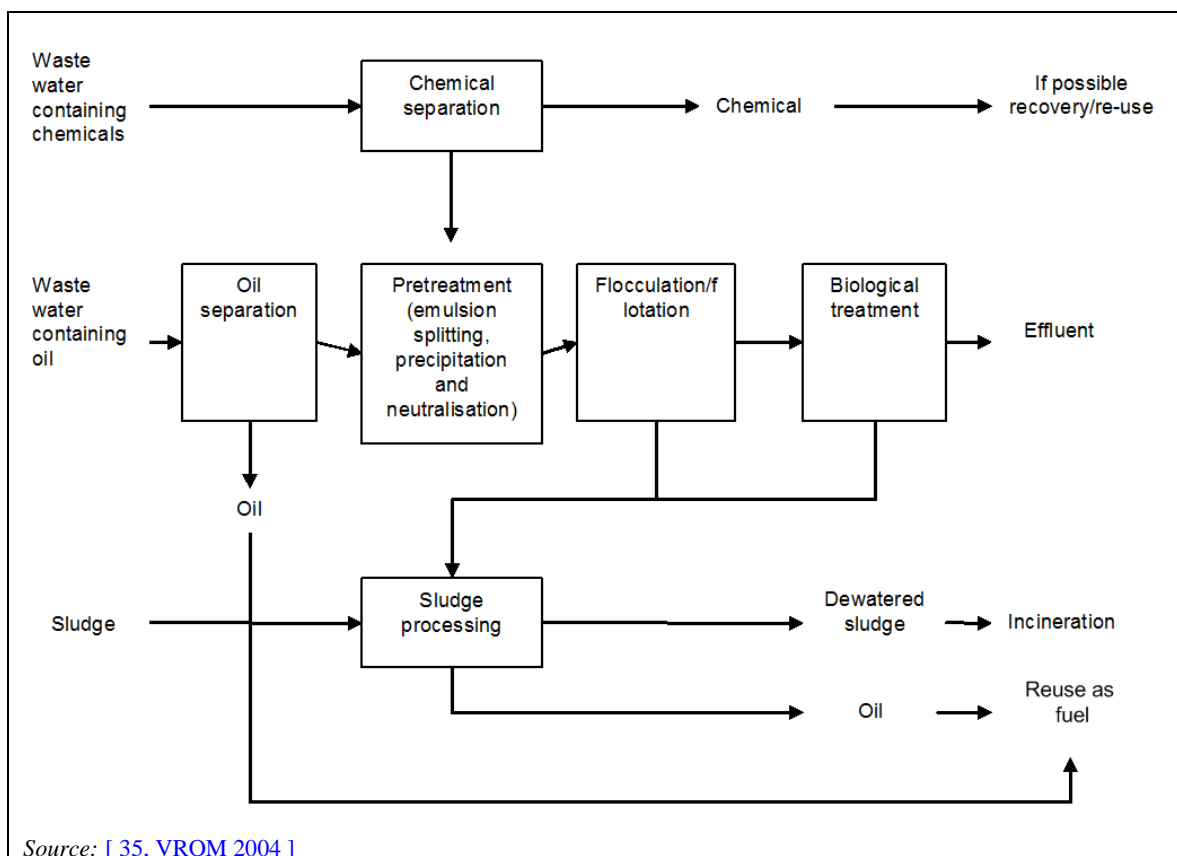 Waste
water
containing
chemicals
Chemical
separation
Chemical
If possible
recovery/re-use
Waste
water
containing
oil
Oil
separation
Pretreatment
(emulsion
splitting,
precipitation
and
neutralisation)
Flocculation/f
lotation
Biological
treatment
Effluent
Oil
Sludge
Sludge
processing
Dewatered
sludge
Incineration
Oil
Reuse as
fuel
Source: [ 35, VROM 2004 ]